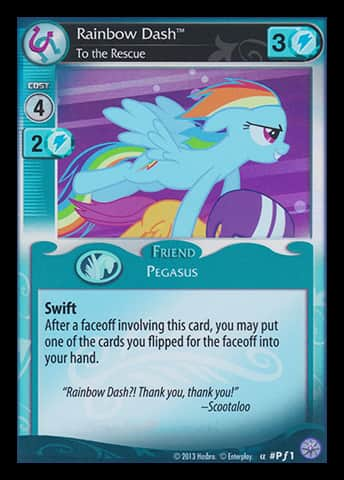 Rainbow Dash™
To the Rescue
3
COST
4
2
FRIEND
PEGASUS
Swift
After a faceoff involving this card, you may put
one of the cards you flipped for the faceoff into
your hand.
"Rainbow Dash?! Thank you, thank you!"
–Scootaloo
© 2013 Hasbro. © Enterplay. α #Pƒ1